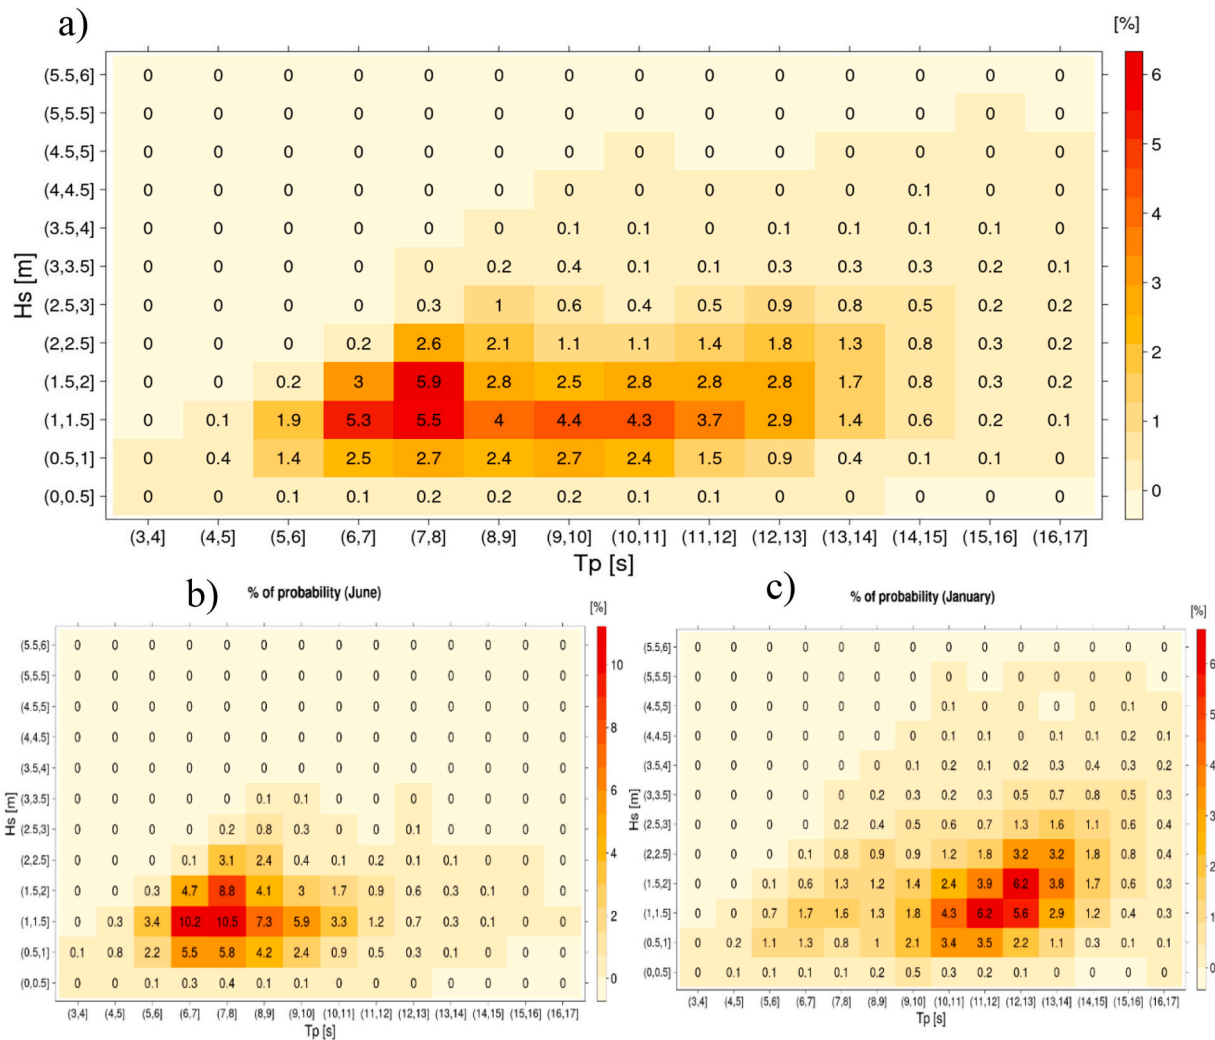 a)
[%]
(5.5,6] 0 0 0 0 0 0 0 0 0 0 0 0 0 0
(5,5.5] 0 0 0 0 0 0 0 0 0 0 0 0 0 0
(4.5,5] 0 0 0 0 0 0 0 0 0 0 0 0 0 0
(4,4.5] 0 0 0 0 0 0 0 0 0 0 0 0.1 0 0
(3.5,4] 0 0 0 0 0 0 0.1 0.1 0 0.1 0.1 0.1 0.1 0
(3,3.5] 0 0 0 0 0 0.2 0.4 0.1 0.1 0.3 0.3 0.3 0.2 0.1
(2.5,3] 0 0 0 0 0.3 1 0.6 0.4 0.5 0.9 0.8 0.5 0.2 0.2
(2,2.5] 0 0 0 0.2 2.6 2.1 1.1 1.1 1.4 1.8 1.3 0.8 0.3 0.2
(1.5,2] 0 0 0.2 3 5.9 2.8 2.5 2.8 2.8 2.8 1.7 0.8 0.3 0.2
(1,1.5] 0 0.1 1.9 5.3 5.5 4 4.4 4.3 3.7 2.9 1.4 0.6 0.2 0.1
(0.5,1] 0 0.4 1.4 2.5 2.7 2.4 2.7 2.4 1.5 0.9 0.4 0.1 0.1 0
(0,0.5] 0 0 0.1 0.1 0.2 0.2 0.2 0.1 0.1 0 0 0 0 0
(3,4] (4,5] (5,6] (6,7] (7,8] (8,9] (9,10] (10,11] (11,12] (12,13] (13,14] (14,15] (15,16] (16,17]
Hs [m]
Tp [s]
6
5
4
3
2
1
0
b)
% of probability (June)
[%]
(5.5,6] 0 0 0 0 0 0 0 0 0 0 0 0 0 0
(5,5.5] 0 0 0 0 0 0 0 0 0 0 0 0 0 0
(4.5,5] 0 0 0 0 0 0 0 0 0 0 0 0 0 0
(4,4.5] 0 0 0 0 0 0 0 0 0 0 0 0 0 0
(3.5,4] 0 0 0 0 0 0 0 0 0 0 0 0 0 0
(3,3.5] 0 0 0 0 0 0.1 0.1 0 0 0 0 0 0 0
(2.5,3] 0 0 0 0 0.2 0.8 0.3 0 0 0.1 0 0 0 0
(2,2.5] 0 0 0 0.1 3.1 2.4 0.4 0.1 0.2 0.1 0.1 0 0 0
(1.5,2] 0 0 0.3 4.7 8.8 4.1 3 1.7 0.9 0.6 0.3 0.1 0 0
(1,1.5] 0 0.3 3.4 10.2 10.5 7.3 5.9 3.3 1.2 0.7 0.3 0.1 0 0
(0.5,1] 0.1 0.8 2.2 5.5 5.8 4.2 2.4 0.9 0.5 0.3 0.1 0 0 0
(0,0.5] 0 0 0.1 0.3 0.4 0.1 0.1 0 0 0 0 0 0 0
(3,4] (4,5] (5,6] (6,7] (7,8] (8,9] (9,10] (10,11] (11,12] (12,13] (13,14] (14,15] (15,16] (16,17]
Hs [m]
Tp [s]
10
8
6
4
2
0
c)
% of probability (January)
[%]
(5.5,6] 0 0 0 0 0 0 0 0 0 0 0 0 0 0
(5,5.5] 0 0 0 0 0 0 0 0 0 0 0 0 0 0
(4.5,5] 0 0 0 0 0 0 0 0.1 0 0 0 0 0.1 0
(4,4.5] 0 0 0 0 0 0 0 0.1 0.1 0 0.1 0.1 0.2 0.1
(3.5,4] 0 0 0 0 0 0 0.1 0.2 0.1 0.2 0.3 0.4 0.3 0.2
(3,3.5] 0 0 0 0 0 0.2 0.3 0.2 0.3 0.5 0.7 0.8 0.5 0.3
(2.5,3] 0 0 0 0 0.2 0.4 0.5 0.6 0.7 1.3 1.6 1.1 0.6 0.4
(2,2.5] 0 0 0 0.1 0.8 0.9 0.9 1.2 1.8 3.2 3.2 1.8 0.8 0.4
(1.5,2] 0 0 0.1 0.6 1.3 1.2 1.4 2.4 3.9 6.2 3.8 1.7 0.6 0.3
(1,1.5] 0 0 0.7 1.7 1.6 1.3 1.8 4.3 6.2 5.6 2.9 1.2 0.4 0.3
(0.5,1] 0 0.2 1.1 1.3 0.8 1 2.1 3.4 3.5 2.2 1.1 0.3 0.1 0.1
(0,0.5] 0 0.1 0.1 0.1 0.1 0.2 0.5 0.3 0.2 0.1 0 0 0 0
(3,4] (4,5] (5,6] (6,7] (7,8] (8,9] (9,10] (10,11] (11,12] (12,13] (13,14] (14,15] (15,16] (16,17]
Hs [m]
Tp [s]
6
5
4
3
2
1
0